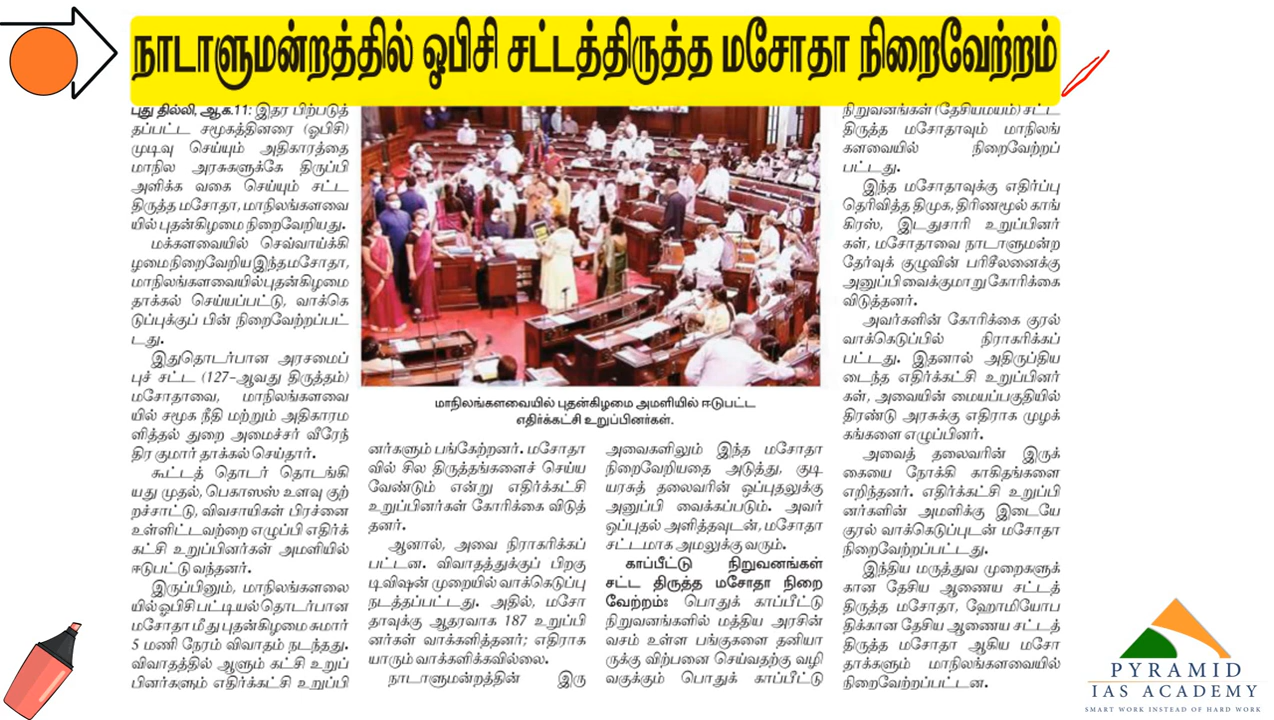 நாடாளுமன்றத்தில் ஓபிசி சட்டத்திருத்த மசோதா நிறைவேற்றம்
புது தில்லி, ஆக.11: இதர பிற்படுத்
தப்பட்ட சமூகத்தினரை (ஓபிசி)
முடிவு செய்யும் அதிகாரத்தை
மாநில அரசுகளுக்கே திருப்பி
அளிக்க வகை செய்யும் சட்ட
திருத்த மசோதா, மாநிலங்களவை
யில் புதன்கிழமை நிறைவேறியது.
மக்களவையில் செவ்வாய்க்கி
ழமை நிறைவேறிய இந்த மசோதா,
மாநிலங்களவையில் புதன்கிழமை
தாக்கல் செய்யப்பட்டு, வாக்கெ
டுப்புக்குப் பின் நிறைவேற்றப்பட்
டது.
இதுதொடர்பான அரசமைப்
புச் சட்ட (127-ஆவது திருத்தம்)
மசோதாவை, மாநிலங்களவை
யில் சமூக நீதி மற்றும் அதிகாரம
ளித்தல் துறை அமைச்சர் வீரேந்
திர குமார் தாக்கல் செய்தார்.
கூட்டத் தொடர் தொடங்கி
யது முதல், பெகாஸஸ் உளவு குற்
றச்சாட்டு, விவசாயிகள் பிரச்னை
உள்ளிட்டவற்றை எழுப்பி எதிர்க்
கட்சி உறுப்பினர்கள் அமளியில்
ஈடுபட்டு வந்தனர்.
இருப்பினும், மாநிலங்களவை
யில் ஓபிசி பட்டியல் தொடர்பான
மசோதா மீது புதன்கிழமை சுமார்
5 மணி நேரம் விவாதம் நடந்தது.
விவாதத்தில் ஆளும் கட்சி உறுப்
பினர்களும் எதிர்க்கட்சி உறுப்பி
மாநிலங்களவையில் புதன்கிழமை அமளியில் ஈடுபட்ட
எதிர்க்கட்சி உறுப்பினர்கள்.
னர்களும் பங்கேற்றனர். மசோதா
வில் சில திருத்தங்களைச் செய்ய
வேண்டும் என்று எதிர்க்கட்சி
உறுப்பினர்கள் கோரிக்கை விடுத்
தனர்.
ஆனால், அவை நிராகரிக்கப்
பட்டன. விவாதத்துக்குப் பிறகு
டிவிஷன் முறையில் வாக்கெடுப்பு
நடத்தப்பட்டது. அதில், மசோ
தாவுக்கு ஆதரவாக 187 உறுப்பி
னர்கள் வாக்களித்தனர்; எதிராக
யாரும் வாக்களிக்கவில்லை.
நாடாளுமன்றத்தின் இரு
அவைகளிலும் இந்த மசோதா
நிறைவேறியதை அடுத்து, குடி
யரசுத் தலைவரின் ஒப்புதலுக்கு
அனுப்பி வைக்கப்படும். அவர்
ஒப்புதல் அளித்தவுடன், மசோதா
சட்டமாக அமலுக்கு வரும்.
காப்பீட்டு நிறுவனங்கள்
சட்ட திருத்த மசோதா நிறை
வேற்றம்: பொதுக் காப்பீட்டு
நிறுவனங்களில் மத்திய அரசின்
வசம் உள்ள பங்குகளை தனியா
ருக்கு விற்பனை செய்வதற்கு வழி
வகுக்கும் பொதுக் காப்பீட்டு
நிறுவனங்கள் (தேசியமயம்) சட்ட
திருத்த மசோதாவும் மாநிலங்
களவையில் நிறைவேற்றப்
பட்டது.
இந்த மசோதாவுக்கு எதிர்ப்பு
தெரிவித்த திமுக, திரிணமூல் காங்
கிரஸ், இடதுசாரி உறுப்பினர்
கள், மசோதாவை நாடாளுமன்ற
தேர்வுக் குழுவின் பரிசீலனைக்கு
அனுப்பி வைக்குமாறு கோரிக்கை
விடுத்தனர்.
அவர்களின் கோரிக்கை குரல்
வாக்கெடுப்பில் நிராகரிக்கப்
பட்டது. இதனால் அதிருப்திய
டைந்த எதிர்க்கட்சி உறுப்பினர்
கள், அவையின் மையப்பகுதியில்
திரண்டு அரசுக்கு எதிராக முழக்
கங்களை எழுப்பினர்.
அவைத் தலைவரின் இருக்
கையை நோக்கி காகிதங்களை
எறிந்தனர். எதிர்க்கட்சி உறுப்பி
னர்களின் அமளிக்கு இடையே
குரல் வாக்கெடுப்புடன் மசோதா
நிறைவேற்றப்பட்டது.
இந்திய மருத்துவ முறைகளுக்
கான தேசிய ஆணைய சட்டத்
திருத்த மசோதா, ஹோமியோப
திக்கான தேசிய ஆணைய சட்டத்
திருத்த மசோதா ஆகிய மசோ
தாக்களும் மாநிலங்களவையில்
நிறைவேற்றப்பட்டன.
PYRAMID
IAS ACADEMY
SMART WORK INSTEAD OF HARD WORK